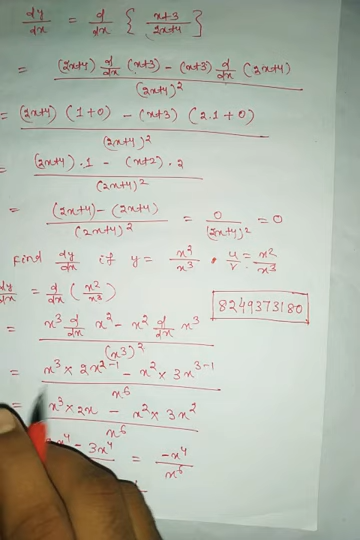 dy/dx = d/dx { x+3 / 2x+4 }
= (2x+4) d/dx (x+3) - (x+3) d/dx (2x+4) / (2x+4)²
= (2x+4) (1+0) - (x+3) (2.1+0) / (2x+4)²
= (2x+4).1 - (x+2).2 / (2x+4)²
= (2x+4) - (2x+4) / (2x+4)² = 0 / (2x+4)² = 0
Find dy/dx if y = x²/x³ . u/v = x²/x³
dy/dx = d/dx (x²/x³)
8249373180
= x³ d/dx x² - x² d/dx x³ / (x³)²
= x³ × 2x²⁻¹ - x² × 3x³⁻¹ / x⁶
= x³ × 2x - x² × 3x² / x⁶
x⁴ - 3x⁴ = -x⁴ / x⁶